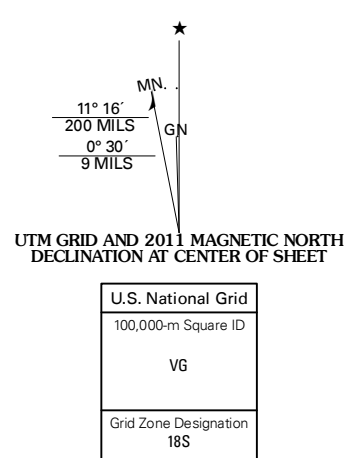 ★
MN
11° 16´
200 MILS
GN
0° 30´
9 MILS
UTM GRID AND 2011 MAGNETIC NORTH
DECLINATION AT CENTER OF SHEET
U.S. National Grid
100,000-m Square ID
VG
Grid Zone Designation
18S